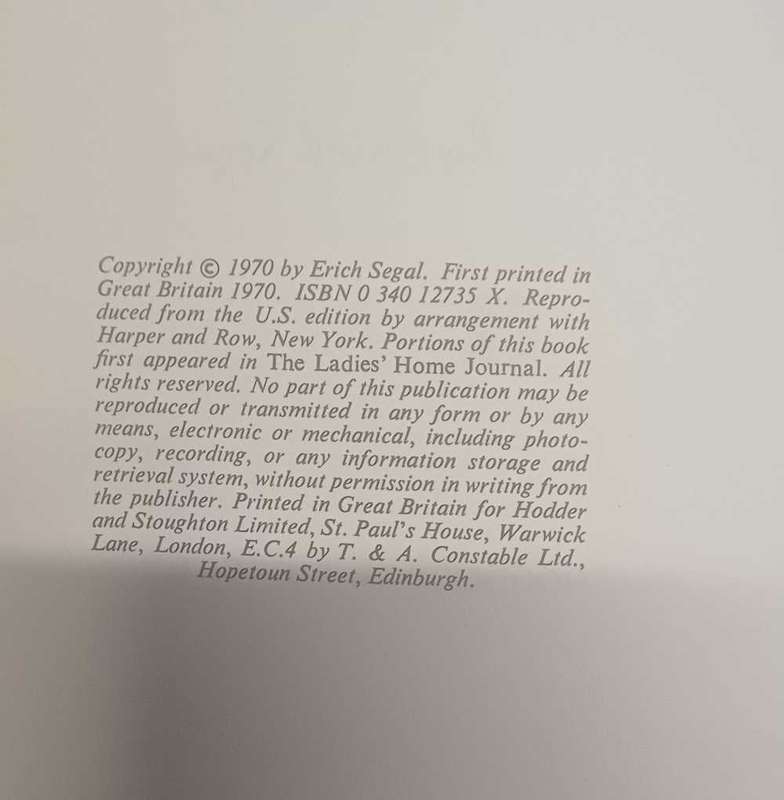 Copyright © 1970 by Erich Segal. First printed in
Great Britain 1970. ISBN 0 340 12735 X. Repro-
duced from the U.S. edition by arrangement with
Harper and Row, New York. Portions of this book
first appeared in The Ladies' Home Journal. All
rights reserved. No part of this publication may be
reproduced or transmitted in any form or by any
means, electronic or mechanical, including photo-
copy, recording, or any information storage and
retrieval system, without permission in writing from
the publisher. Printed in Great Britain for Hodder
and Stoughton Limited, St. Paul's House, Warwick
Lane, London, E.C.4 by T. & A. Constable Ltd.,
Hopetoun Street, Edinburgh.